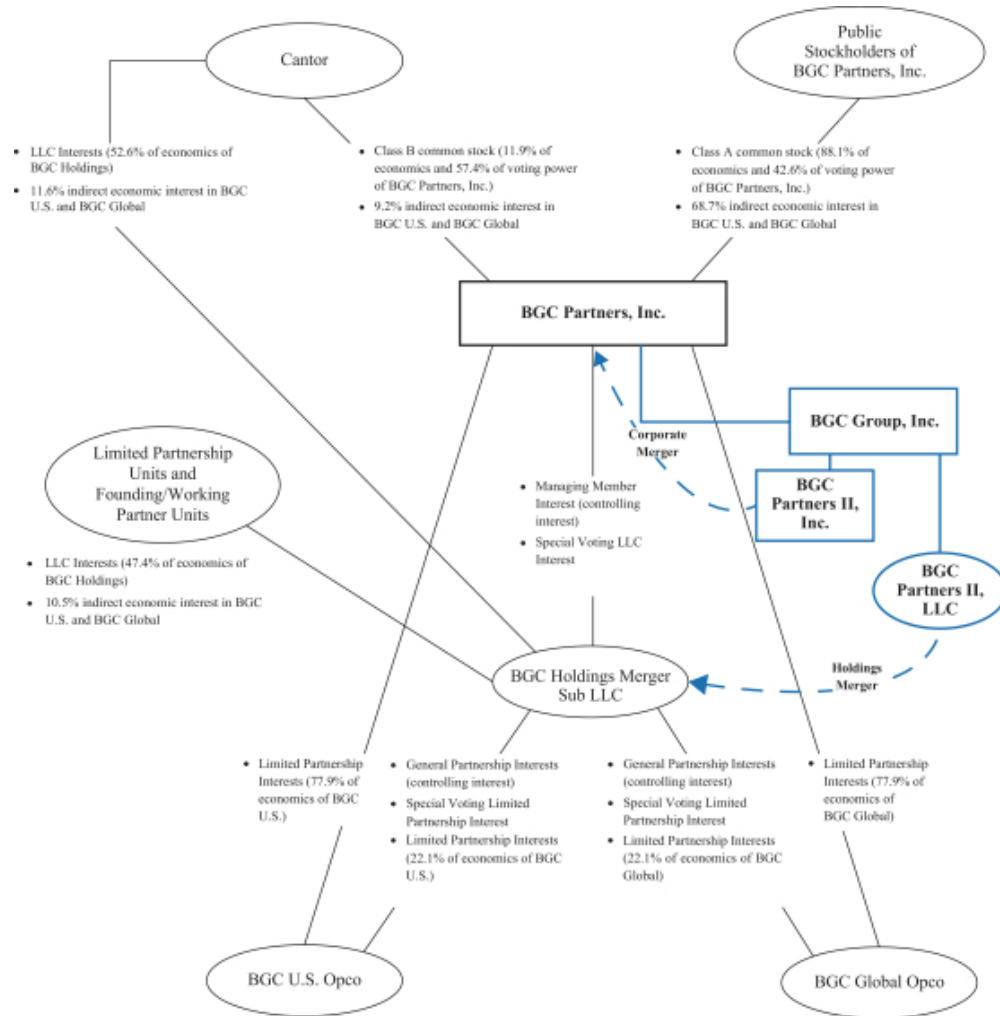 Cantor
Public
Stockholders of
BGC Partners, Inc.
• LLC Interests (52.6% of economics of
BGC Holdings)
• 11.6% indirect economic interest in BGC
U.S. and BGC Global
• Class B common stock (11.9% of
economics and 57.4% of voting power
of BGC Partners, Inc.)
• 9.2% indirect economic interest in
BGC U.S. and BGC Global
• Class A common stock (88.1% of
economics and 42.6% of voting power
of BGC Partners, Inc.)
• 68.7% indirect economic interest in
BGC U.S. and BGC Global
BGC Partners, Inc.
BGC Group, Inc.
Corporate
Merger
BGC
Partners II,
Inc.
Limited Partnership
Units and
Founding/Working
Partner Units
• Managing Member
Interest (controlling
interest)
• Special Voting LLC
Interest
• LLC Interests (47.4% of economics of
BGC Holdings)
• 10.5% indirect economic interest in BGC
U.S. and BGC Global
BGC
Partners II,
LLC
BGC Holdings Merger
Sub LLC
Holdings
Merger
• Limited Partnership
Interests (77.9% of
economics of BGC
U.S.)
• General Partnership Interests
(controlling interest)
• Special Voting Limited
Partnership Interest
• Limited Partnership Interests
(22.1% of economics of BGC
U.S.)
• General Partnership Interests
(controlling interest)
• Special Voting Limited
Partnership Interest
• Limited Partnership Interests
(22.1% of economics of BGC
Global)
• Limited Partnership
Interests (77.9% of
economics of
BGC Global)
BGC U.S. Opco
BGC Global Opco